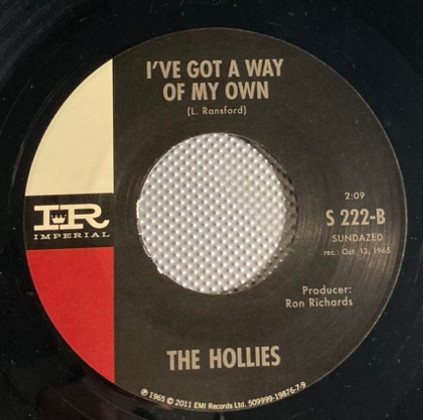 I'VE GOT A WAY
OF MY OWN
(L. Ransford)
2:09
S 222-B
SUNDAZED
rec.: Oct 13, 1965
IR
IMPERIAL
Producer:
Ron Richards
THE HOLLIES
℗ 1965 © 2011 EMI Records Ltd. 509999-19876-7-9